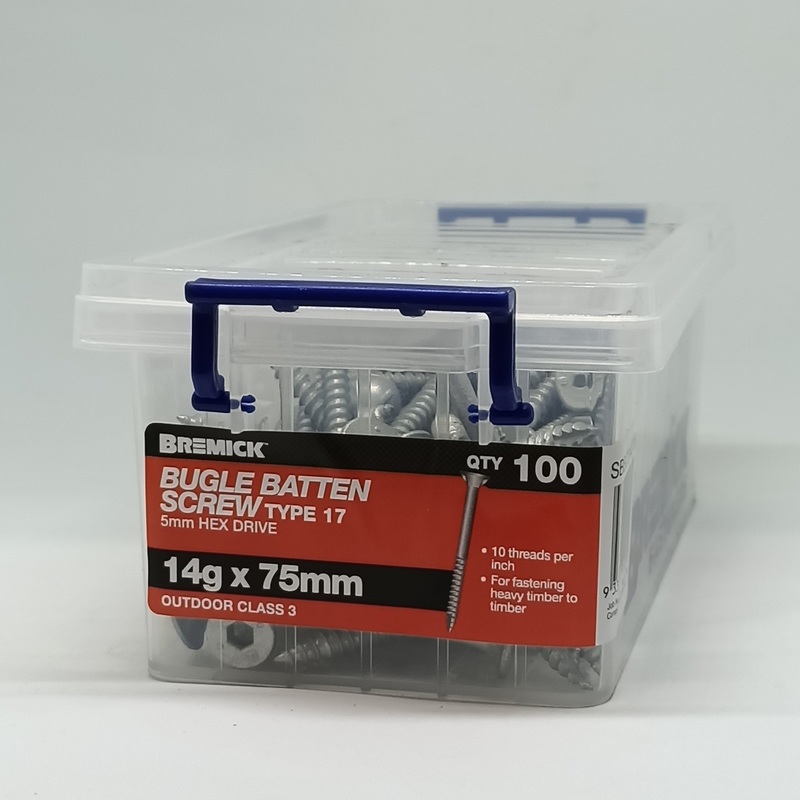 BREMICK
QTY 100
BUGLE BATTEN
SCREW TYPE 17
5mm HEX DRIVE
14g x 75mm
OUTDOOR CLASS 3
• 10 threads per
inch
• For fastening
heavy timber to
timber